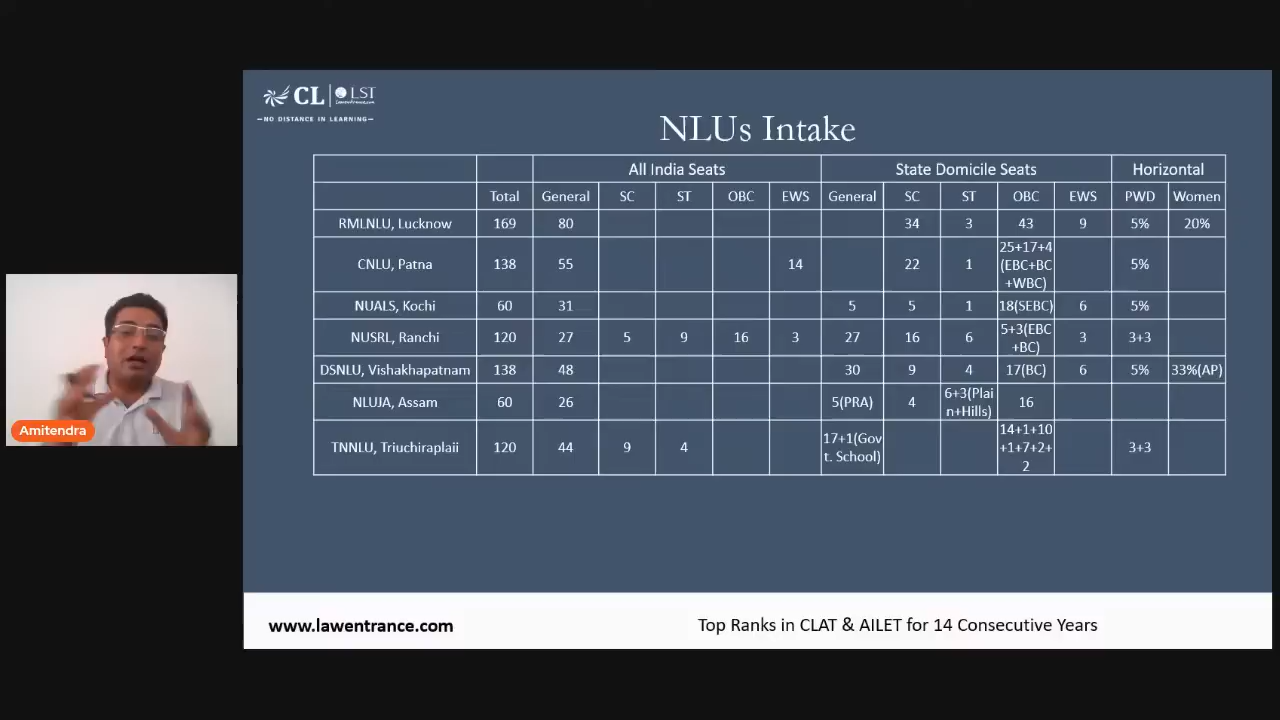 CL LST
Lawentrance.com
—NO DISTANCE IN LEARNING—
NLUs Intake
All India Seats State Domicile Seats Horizontal
Total General SC ST OBC EWS General SC ST OBC EWS PWD Women
RMLNLU, Lucknow 169 80 34 3 43 9 5% 20%
CNLU, Patna 138 55 14 22 1 25+17+4
(EBC+BC
+WBC) 5%
NUALS, Kochi 60 31 5 5 1 18(SEBC) 6 5%
NUSRL, Ranchi 120 27 5 9 16 3 27 16 6 5+3(EBC
+BC) 3 3+3
DSNLU, Vishakhapatnam 138 48 30 9 4 17(BC) 6 5% 33%(AP)
NLUJA, Assam 60 26 5(PRA) 4 6+3(Plai
n+Hills) 16
TNNLU, Triuchiraplaii 120 44 9 4 17+1(Gov
t. School) 14+1+10
+1+7+2+
2 3+3
Amitendra
www.lawentrance.com
Top Ranks in CLAT & AILET for 14 Consecutive Years